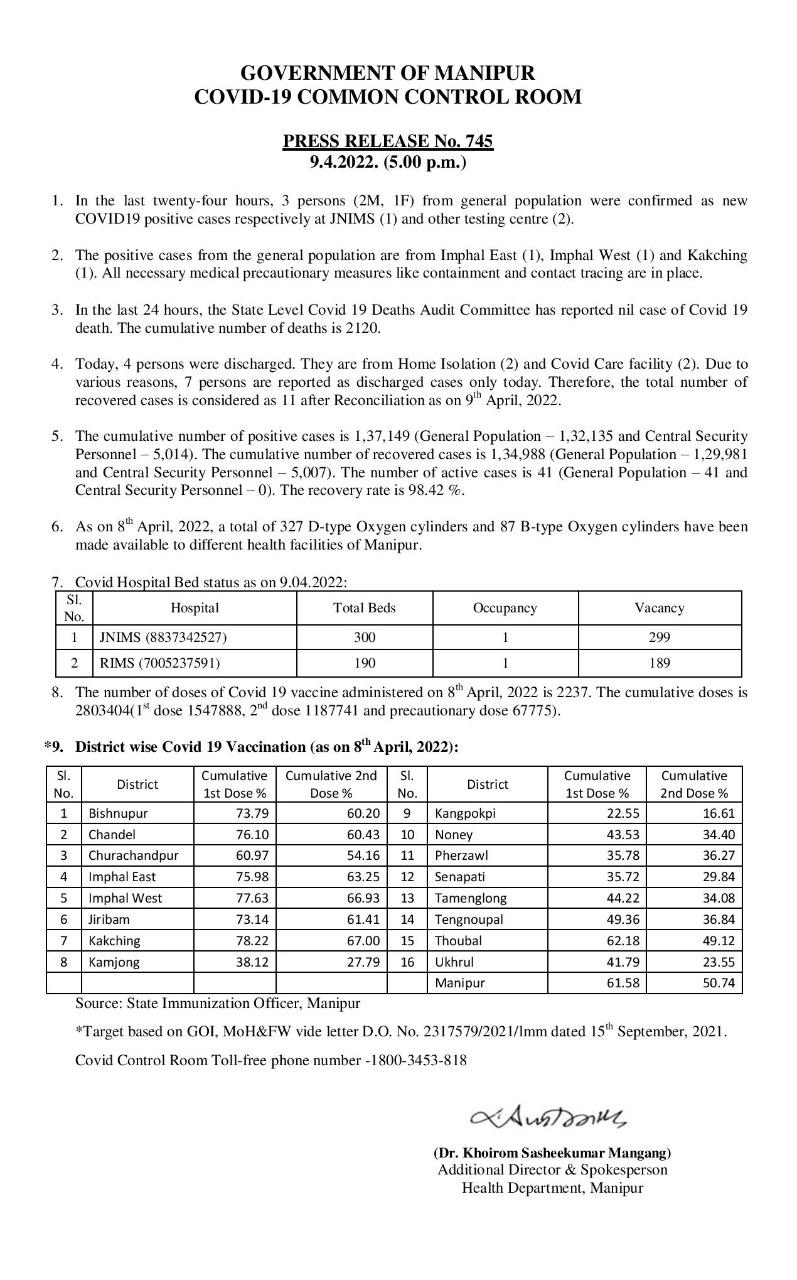 GOVERNMENT OF MANIPUR
COVID-19 COMMON CONTROL ROOM
PRESS RELEASE No. 745
9.4.2022. (5.00 p.m.)
1. In the last twenty-four hours, 3 persons (2M, 1F) from general population were confirmed as new
COVID19 positive cases respectively at JNIMS (1) and other testing centre (2).
2. The positive cases from the general population are from Imphal East (1), Imphal West (1) and Kakching
(1). All necessary medical precautionary measures like containment and contact tracing are in place.
3. In the last 24 hours, the State Level Covid 19 Deaths Audit Committee has reported nil case of Covid 19
death. The cumulative number of deaths is 2120.
4. Today, 4 persons were discharged. They are from Home Isolation (2) and Covid Care facility (2). Due to
various reasons, 7 persons are reported as discharged cases only today. Therefore, the total number of
recovered cases is considered as 11 after Reconciliation as on 9th April, 2022.
5. The cumulative number of positive cases is 1,37,149 (General Population – 1,32,135 and Central Security
Personnel – 5,014). The cumulative number of recovered cases is 1,34,988 (General Population – 1,29,981
and Central Security Personnel – 5,007). The number of active cases is 41 (General Population – 41 and
Central Security Personnel – 0). The recovery rate is 98.42 %.
6. As on 8th April, 2022, a total of 327 D-type Oxygen cylinders and 87 B-type Oxygen cylinders have been
made available to different health facilities of Manipur.
7. Covid Hospital Bed status as on 9.04.2022:
Sl. No. Hospital Total Beds Occupancy Vacancy
1 JNIMS (8837342527) 300 1 299
2 RIMS (7005237591) 190 1 189
8. The number of doses of Covid 19 vaccine administered on 8th April, 2022 is 2237. The cumulative doses is
2803404(1st dose 1547888, 2nd dose 1187741 and precautionary dose 67775).
*9. District wise Covid 19 Vaccination (as on 8th April, 2022):
Sl. No. District Cumulative 1st Dose % Cumulative 2nd Dose % Sl. No. District Cumulative 1st Dose % Cumulative 2nd Dose %
1 Bishnupur 73.79 60.20 9 Kangpokpi 22.55 16.61
2 Chandel 76.10 60.43 10 Noney 43.53 34.40
3 Churachandpur 60.97 54.16 11 Pherzawl 35.78 36.27
4 Imphal East 75.98 63.25 12 Senapati 35.72 29.84
5 Imphal West 77.63 66.93 13 Tamenglong 44.22 34.08
6 Jiribam 73.14 61.41 14 Tengnoupal 49.36 36.84
7 Kakching 78.22 67.00 15 Thoubal 62.18 49.12
8 Kamjong 38.12 27.79 16 Ukhrul 41.79 23.55
Manipur 61.58 50.74
Source: State Immunization Officer, Manipur
*Target based on GOI, MoH&FW vide letter D.O. No. 2317579/2021/lmm dated 15th September, 2021.
Covid Control Room Toll-free phone number -1800-3453-818
(Dr. Khoirom Sasheekumar Mangang)
Additional Director & Spokesperson
Health Department, Manipur